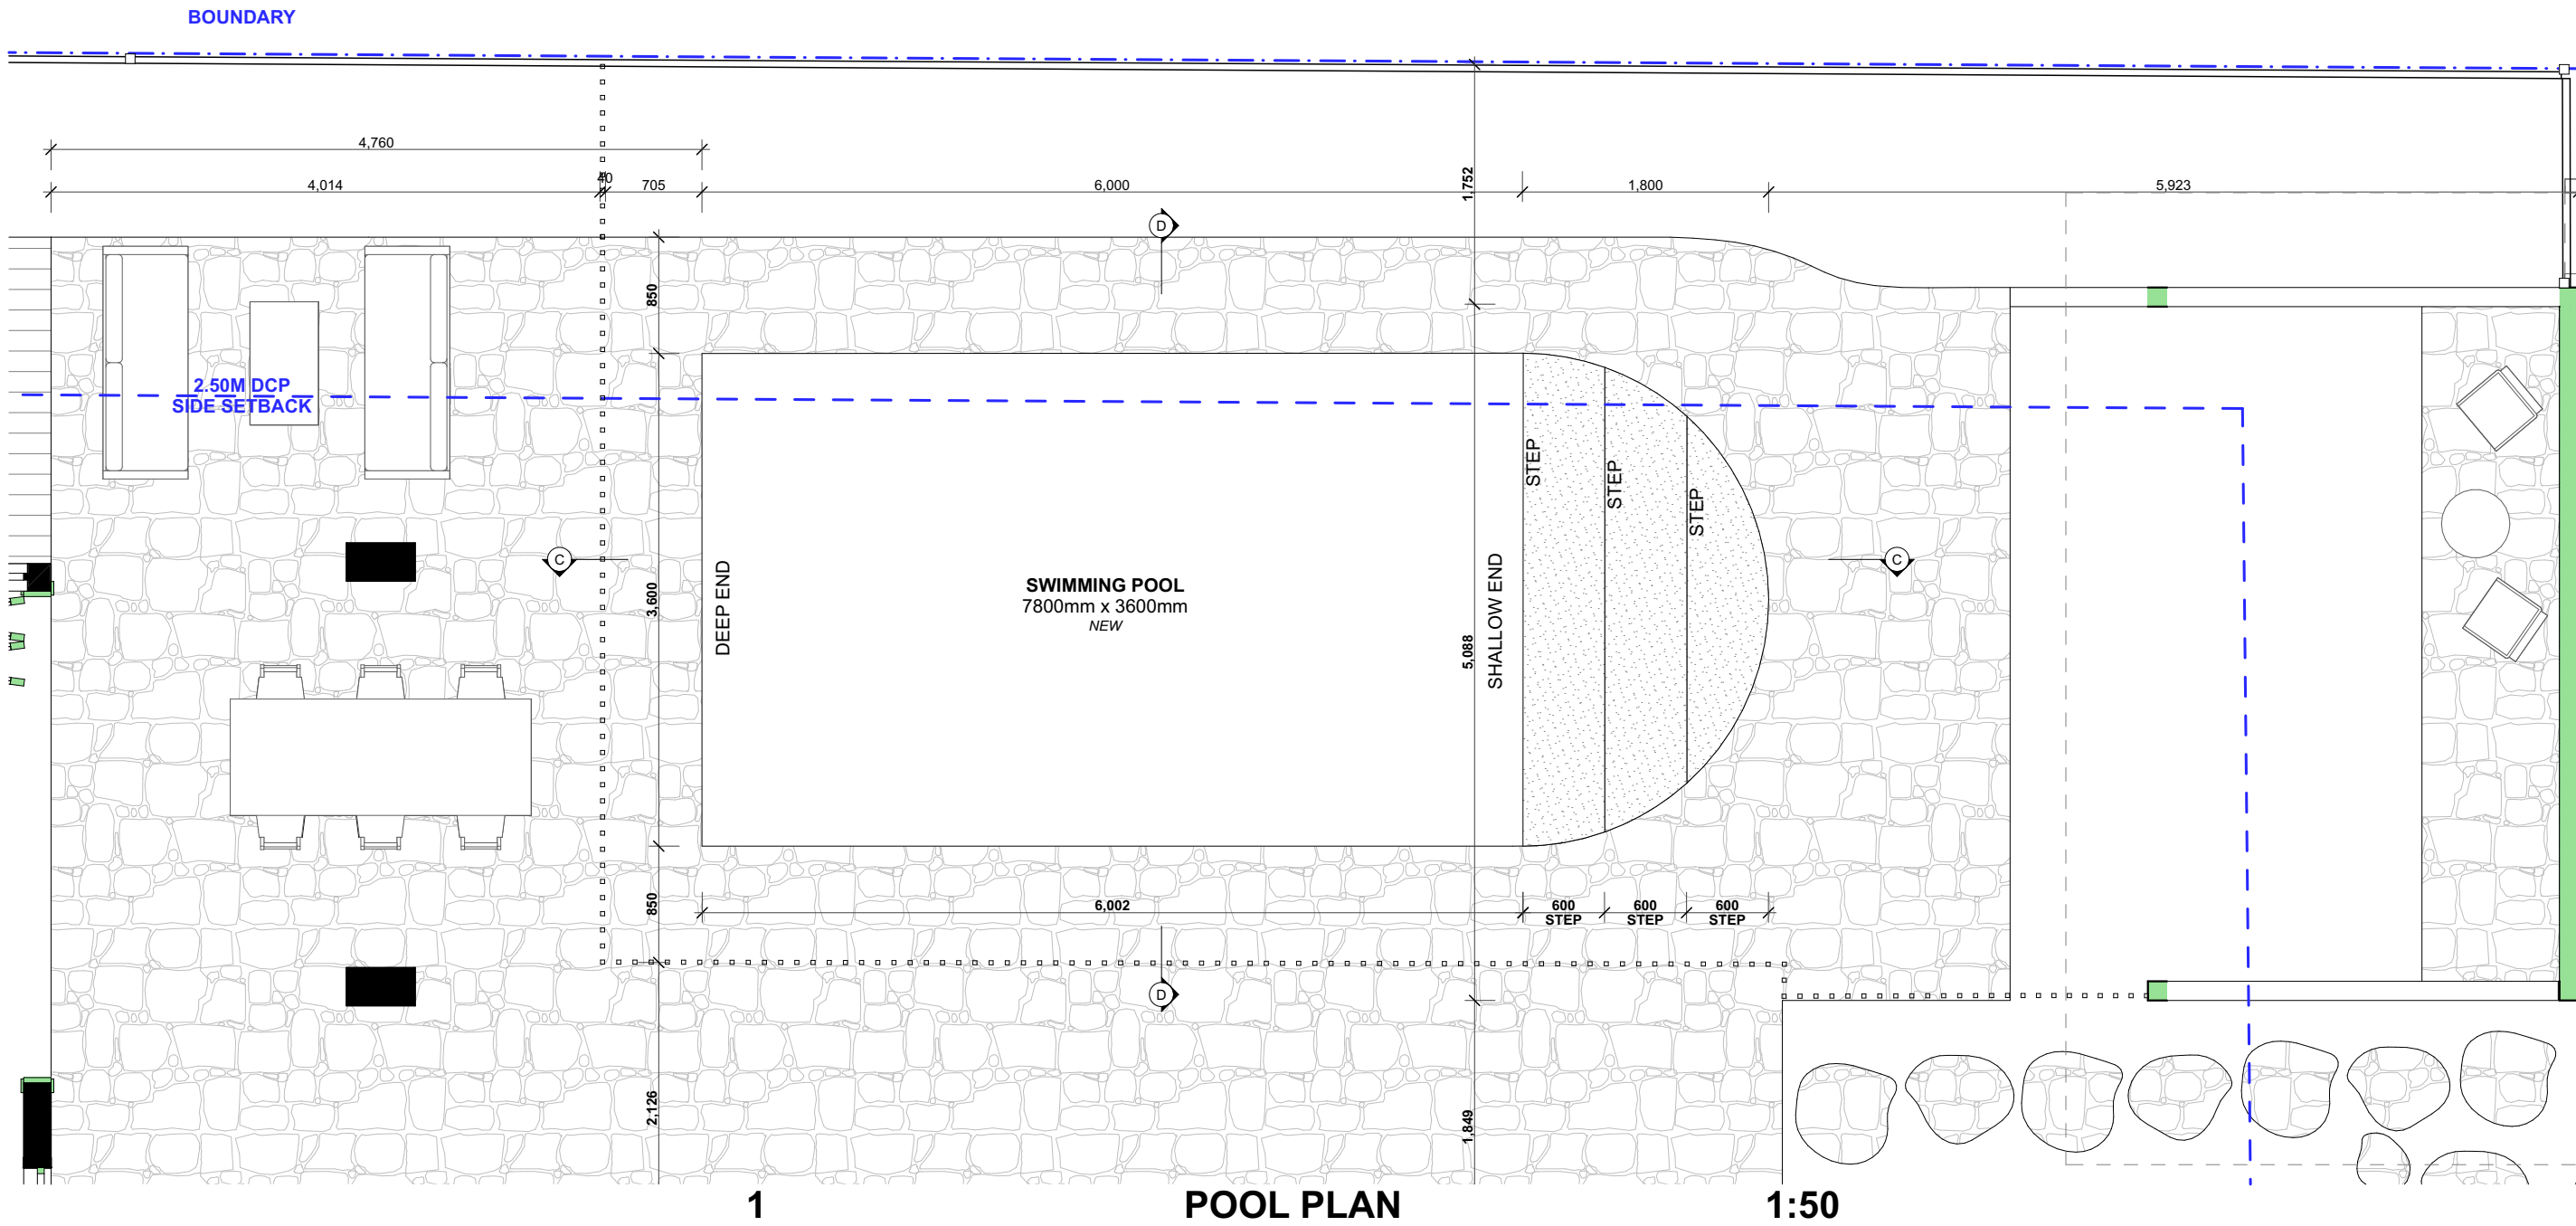 BOUNDARY
4,760
4,014
40
705
6,000
1,752
1,800
5,923
D
850
2.50M DCP
SIDE SETBACK
STEP
STEP
STEP
C
C
DEEP END
3,600
SWIMMING POOL
7800mm x 3600mm
NEW
5,088
SHALLOW END
850
6,002
600
STEP
600
STEP
600
STEP
D
2,126
1,849
1
POOL PLAN
1:50